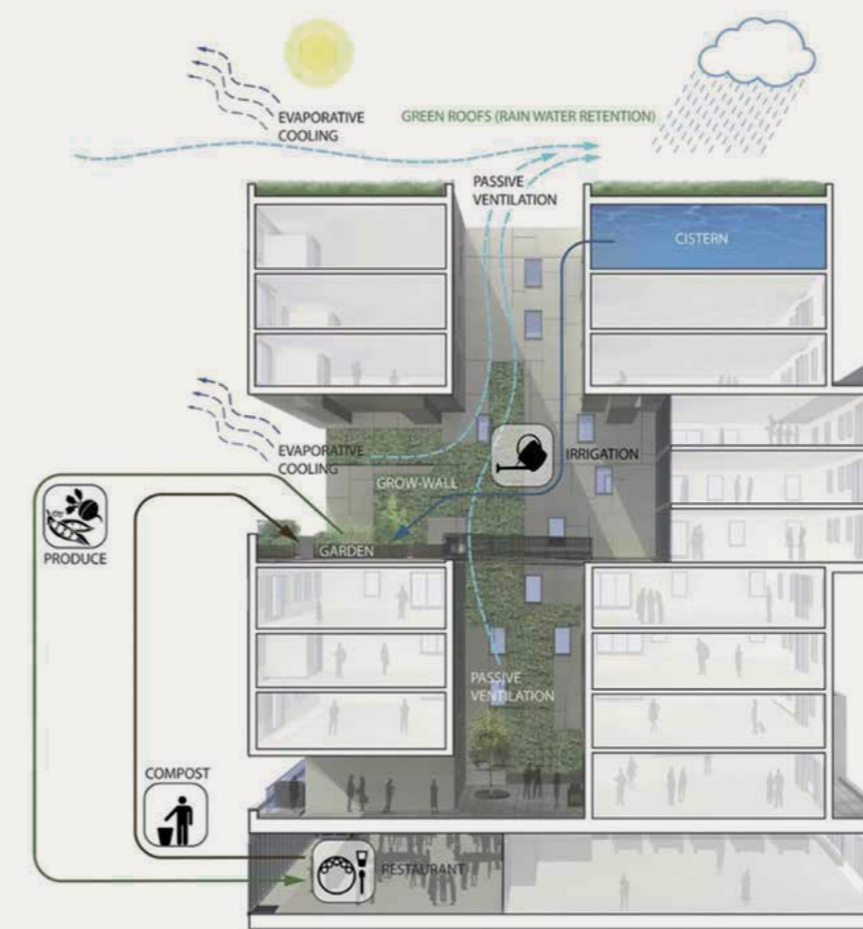 EVAPORATIVE
COOLING
GREEN ROOFS (RAIN WATER RETENTION)
PASSIVE
VENTILATION
CISTERN
EVAPORATIVE
COOLING
IRRIGATION
GROW-WALL
PRODUCE
GARDEN
PASSIVE
VENTILATION
COMPOST
RESTAURANT